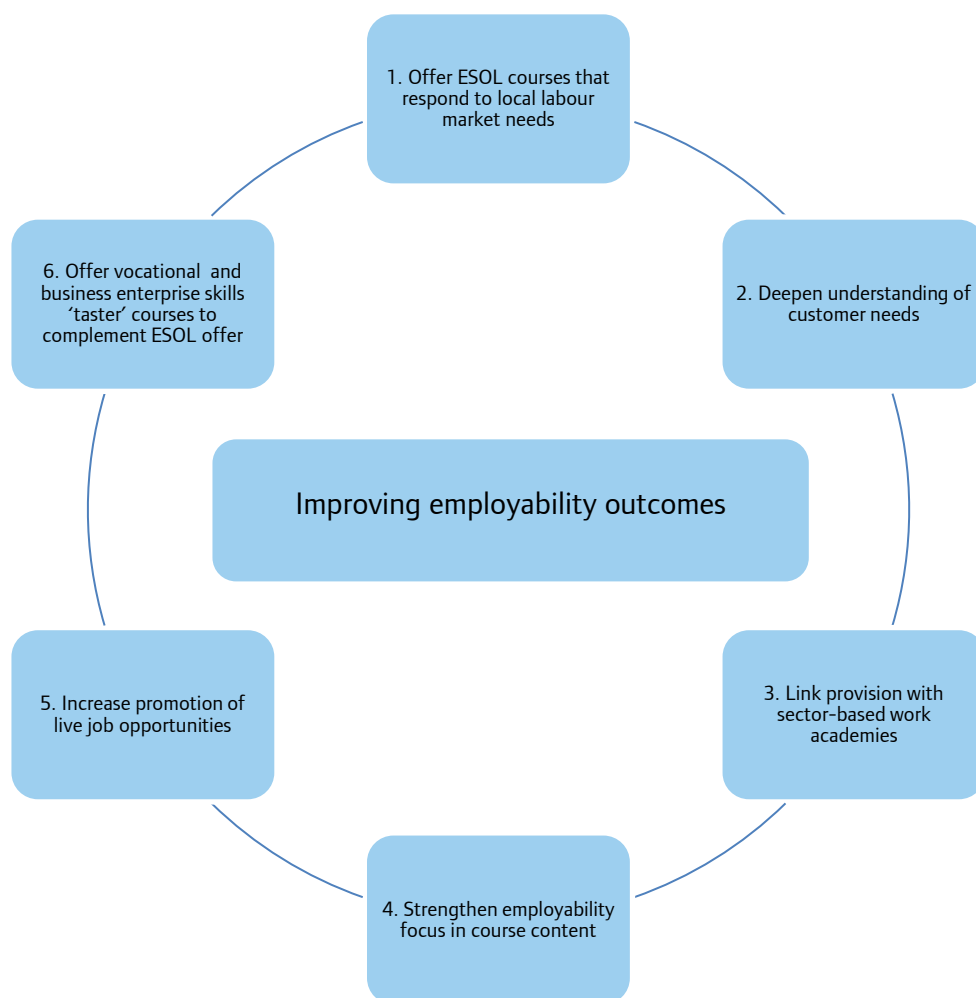 1. Offer ESOL courses that
respond to local labour
market needs
2. Deepen understanding of
customer needs
3. Link provision with
sector-based work
academies
4. Strengthen employability
focus in course content
5. Increase promotion of
live job opportunities
6. Offer vocational and
business enterprise skills
‘taster’ courses to
complement ESOL offer
Improving employability outcomes